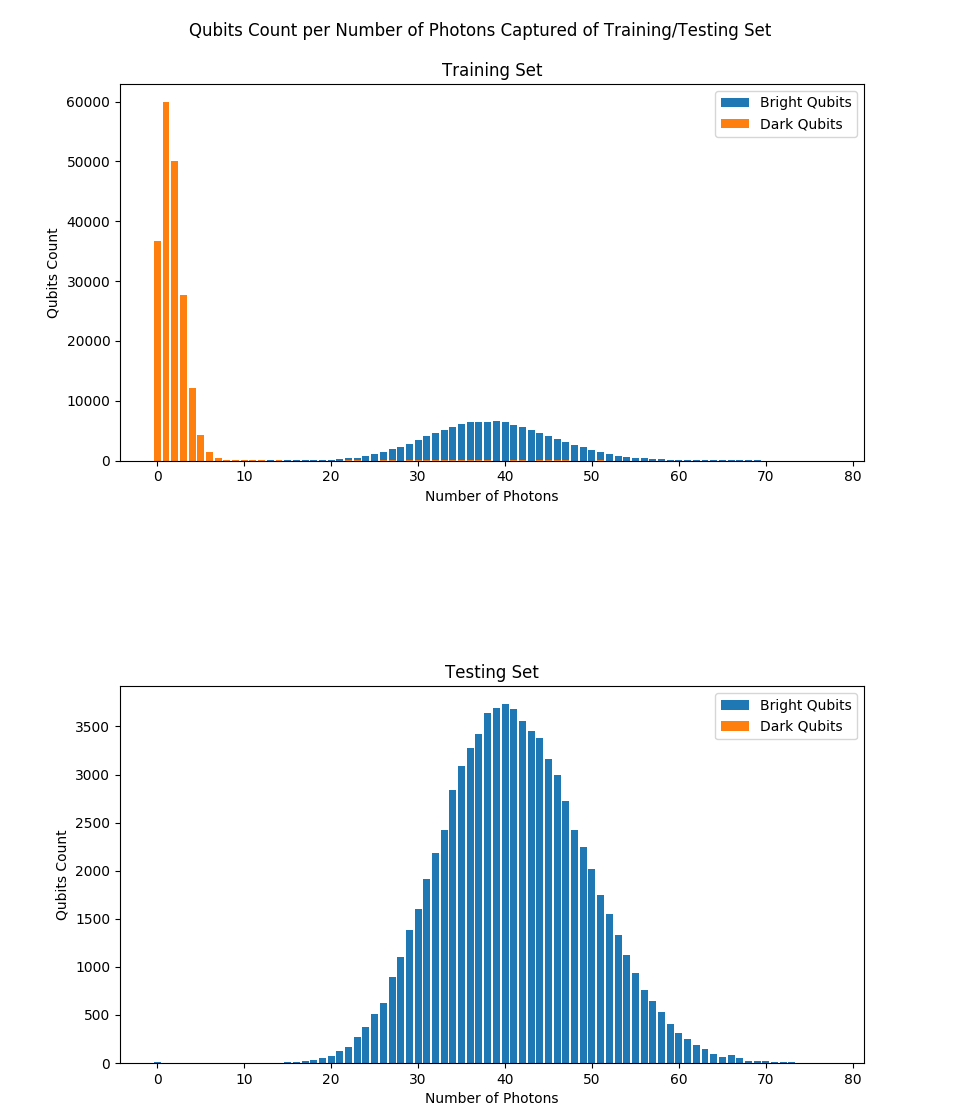 Qubits Count per Number of Photons Captured of Training/Testing Set
Training Set
Bright Qubits
Dark Qubits
Qubits Count
60000
50000
40000
30000
20000
10000
0
0 10 20 30 40 50 60 70 80
Number of Photons
Testing Set
Bright Qubits
Dark Qubits
Qubits Count
3500
3000
2500
2000
1500
1000
500
0
0 10 20 30 40 50 60 70 80
Number of Photons